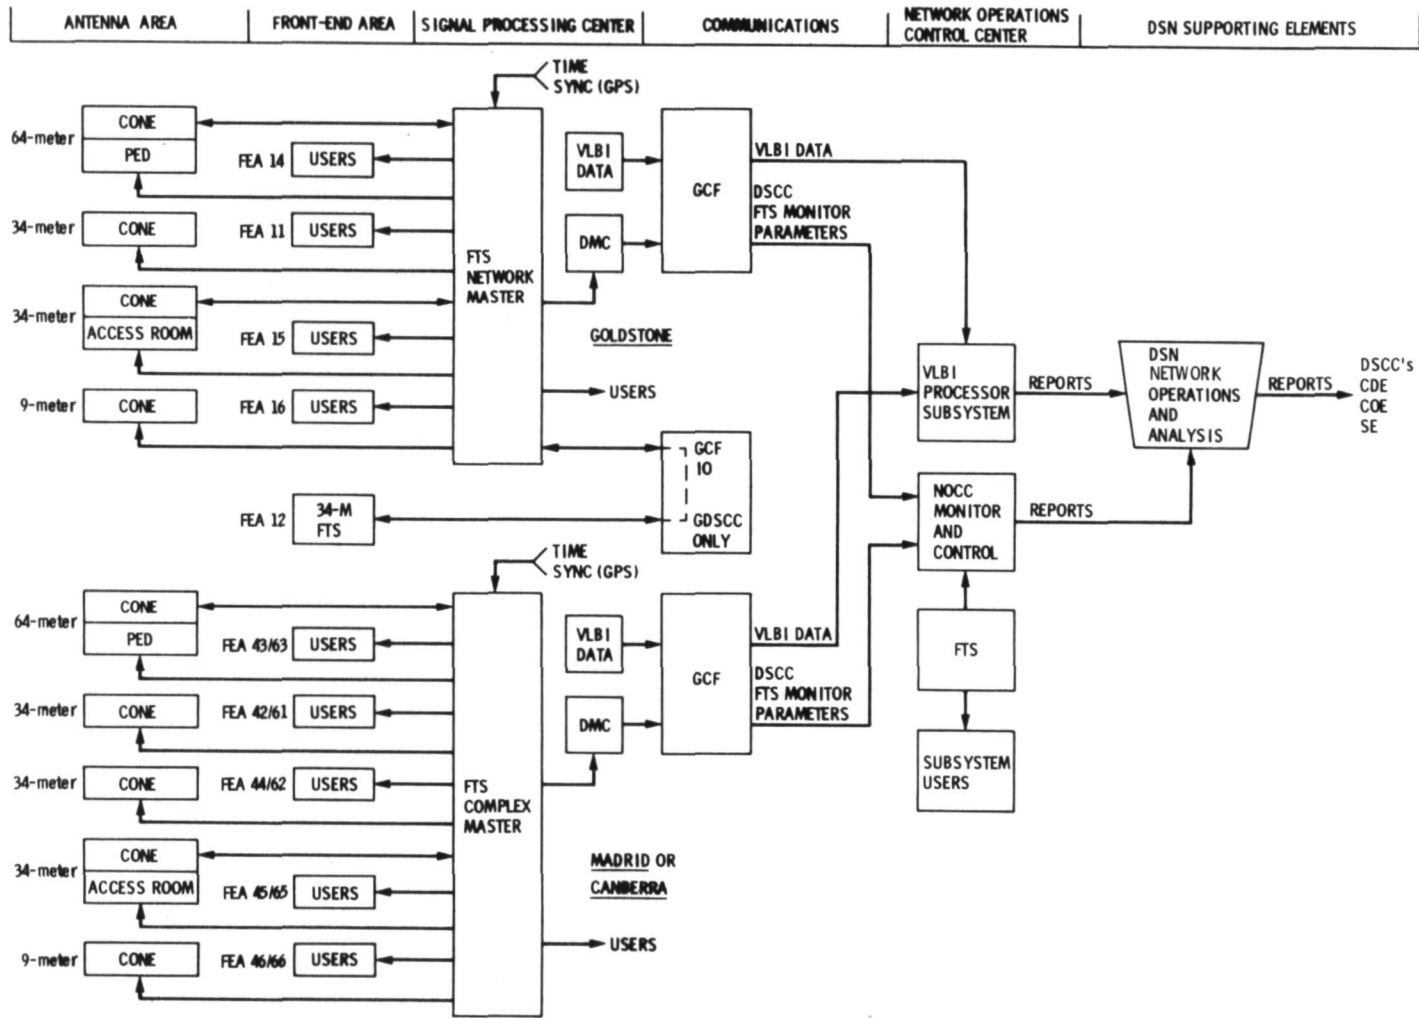 ANTENNA AREA
FRONT-END AREA
SIGNAL PROCESSING CENTER
COMMUNICATIONS
NETWORK OPERATIONS
CONTROL CENTER
DSN SUPPORTING ELEMENTS
TIME
SYNC (GPS)
64-meter
CONE
PED
FEA 14
USERS
34-meter
CONE
FEA 11
USERS
34-meter
CONE
ACCESS ROOM
FEA 15
USERS
9-meter
CONE
FEA 16
USERS
FEA 12
34-M
FTS
FTS
NETWORK
MASTER
VLBI
DATA
DMC
GOLDSTONE
USERS
GCF
VLBI DATA
DSCC
FTS MONITOR
PARAMETERS
GCF
10
GDSCC
ONLY
VLBI
PROCESSOR
SUBSYSTEM
REPORTS
DSN
NETWORK
OPERATIONS
AND
ANALYSIS
REPORTS
DSCC's
CDE
COE
SE
NOCC
MONITOR
AND
CONTROL
REPORTS
FTS
SUBSYSTEM
USERS
TIME
SYNC (GPS)
64-meter
CONE
PED
FEA 43/63
USERS
34-meter
CONE
FEA 42/61
USERS
34-meter
CONE
FEA 44/62
USERS
34-meter
CONE
ACCESS ROOM
FEA 45/65
USERS
9-meter
CONE
FEA 46/66
USERS
FTS
COMPLEX
MASTER
VLBI
DATA
DMC
MADRID OR
CANBERRA
USERS
GCF
VLBI DATA
DSCC
FTS MONITOR
PARAMETERS